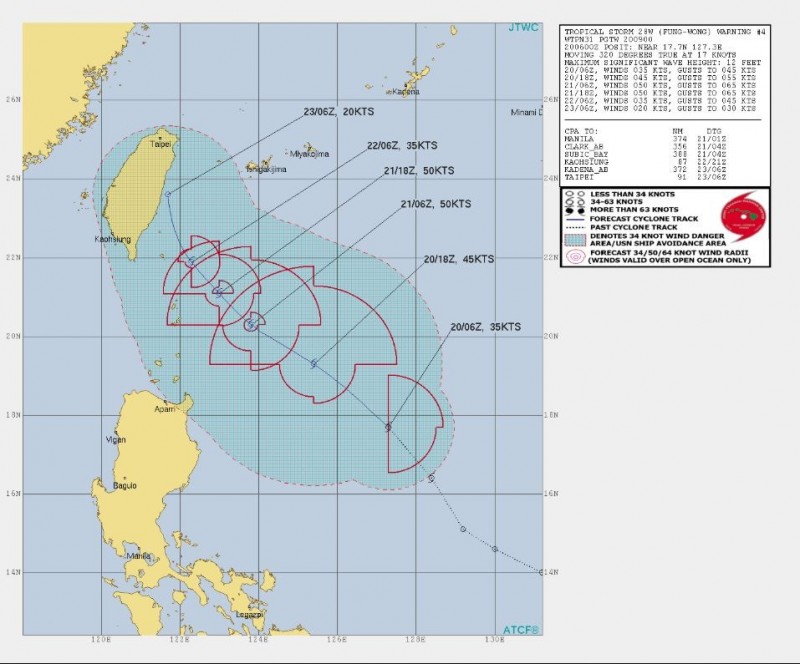 JTWC
TROPICAL STORM 28W (FUNG-WONG) WARNING #4
WTPN31 PGTW 200900
200600Z POSIT: NEAR 17.7N 127.3E
MOVING 320 DEGREES TRUE AT 17 KNOTS
MAXIMUM SIGNIFICANT WAVE HEIGHT: 12 FEET
20/06Z, WINDS 035 KTS, GUSTS TO 045 KTS
20/18Z, WINDS 045 KTS, GUSTS TO 055 KTS
21/06Z, WINDS 050 KTS, GUSTS TO 065 KTS
21/18Z, WINDS 050 KTS, GUSTS TO 065 KTS
22/06Z, WINDS 035 KTS, GUSTS TO 045 KTS
23/06Z, WINDS 020 KTS, GUSTS TO 030 KTS
CPA TO: NM DTG
MANILA 374 21/01Z
CLARK_AB 356 21/04Z
SUBIC_BAY 388 21/04Z
KAOHSIUNG 87 22/21Z
KADENA_AB 372 23/06Z
TAIPEI 91 23/06Z
LESS THAN 34 KNOTS
34-63 KNOTS
MORE THAN 63 KNOTS
FORECAST CYCLONE TRACK
PAST CYCLONE TRACK
DENOTES 34 KNOT WIND DANGER
AREA/USN SHIP AVOIDANCE AREA
FORECAST 34/50/64 KNOT WIND RADII
(WINDS VALID OVER OPEN OCEAN ONLY)
Kadena
26N 26N
23/06Z, 20KTS
Minami D
Taipei
22/06Z, 35KTS
Miyakojima
Ishigakijima
21/18Z, 50KTS
24N 24N
21/06Z, 50KTS
Kaohsiung
22N 22N
20/18Z, 45KTS
20/06Z, 35KTS
20N 20N
Aparri
18N 18N
Vigan
Baguio
16N 16N
Manila
14N 14N
Legazpi
ATCF®
120E 122E 124E 126E 128E 130E